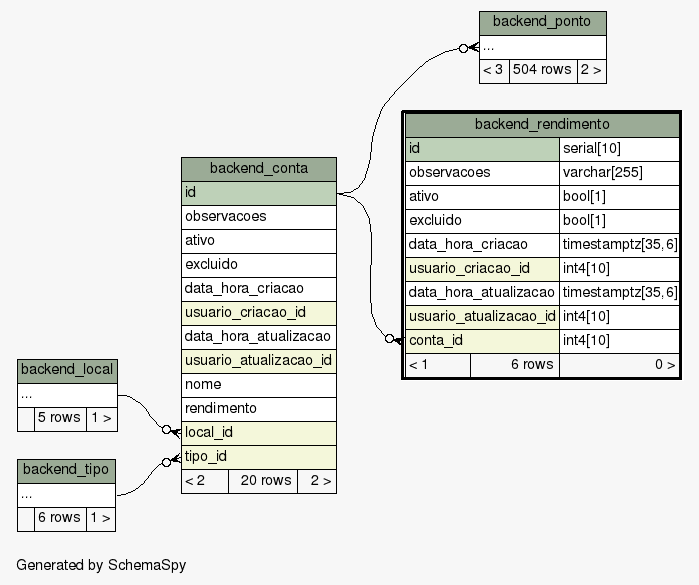 backend_ponto
...
< 3 504 rows 2 >
backend_rendimento
id serial[10]
observacoes varchar[255]
ativo bool[1]
excluido bool[1]
data_hora_criacao timestamptz[35,6]
usuario_criacao_id int4[10]
data_hora_atualizacao timestamptz[35,6]
usuario_atualizacao_id int4[10]
conta_id int4[10]
< 1 6 rows 0 >
backend_conta
id
observacoes
ativo
excluido
data_hora_criacao
usuario_criacao_id
data_hora_atualizacao
usuario_atualizacao_id
nome
rendimento
local_id
tipo_id
< 2 20 rows 2 >
backend_local
...
5 rows 1 >
backend_tipo
...
6 rows 1 >
Generated by SchemaSpy